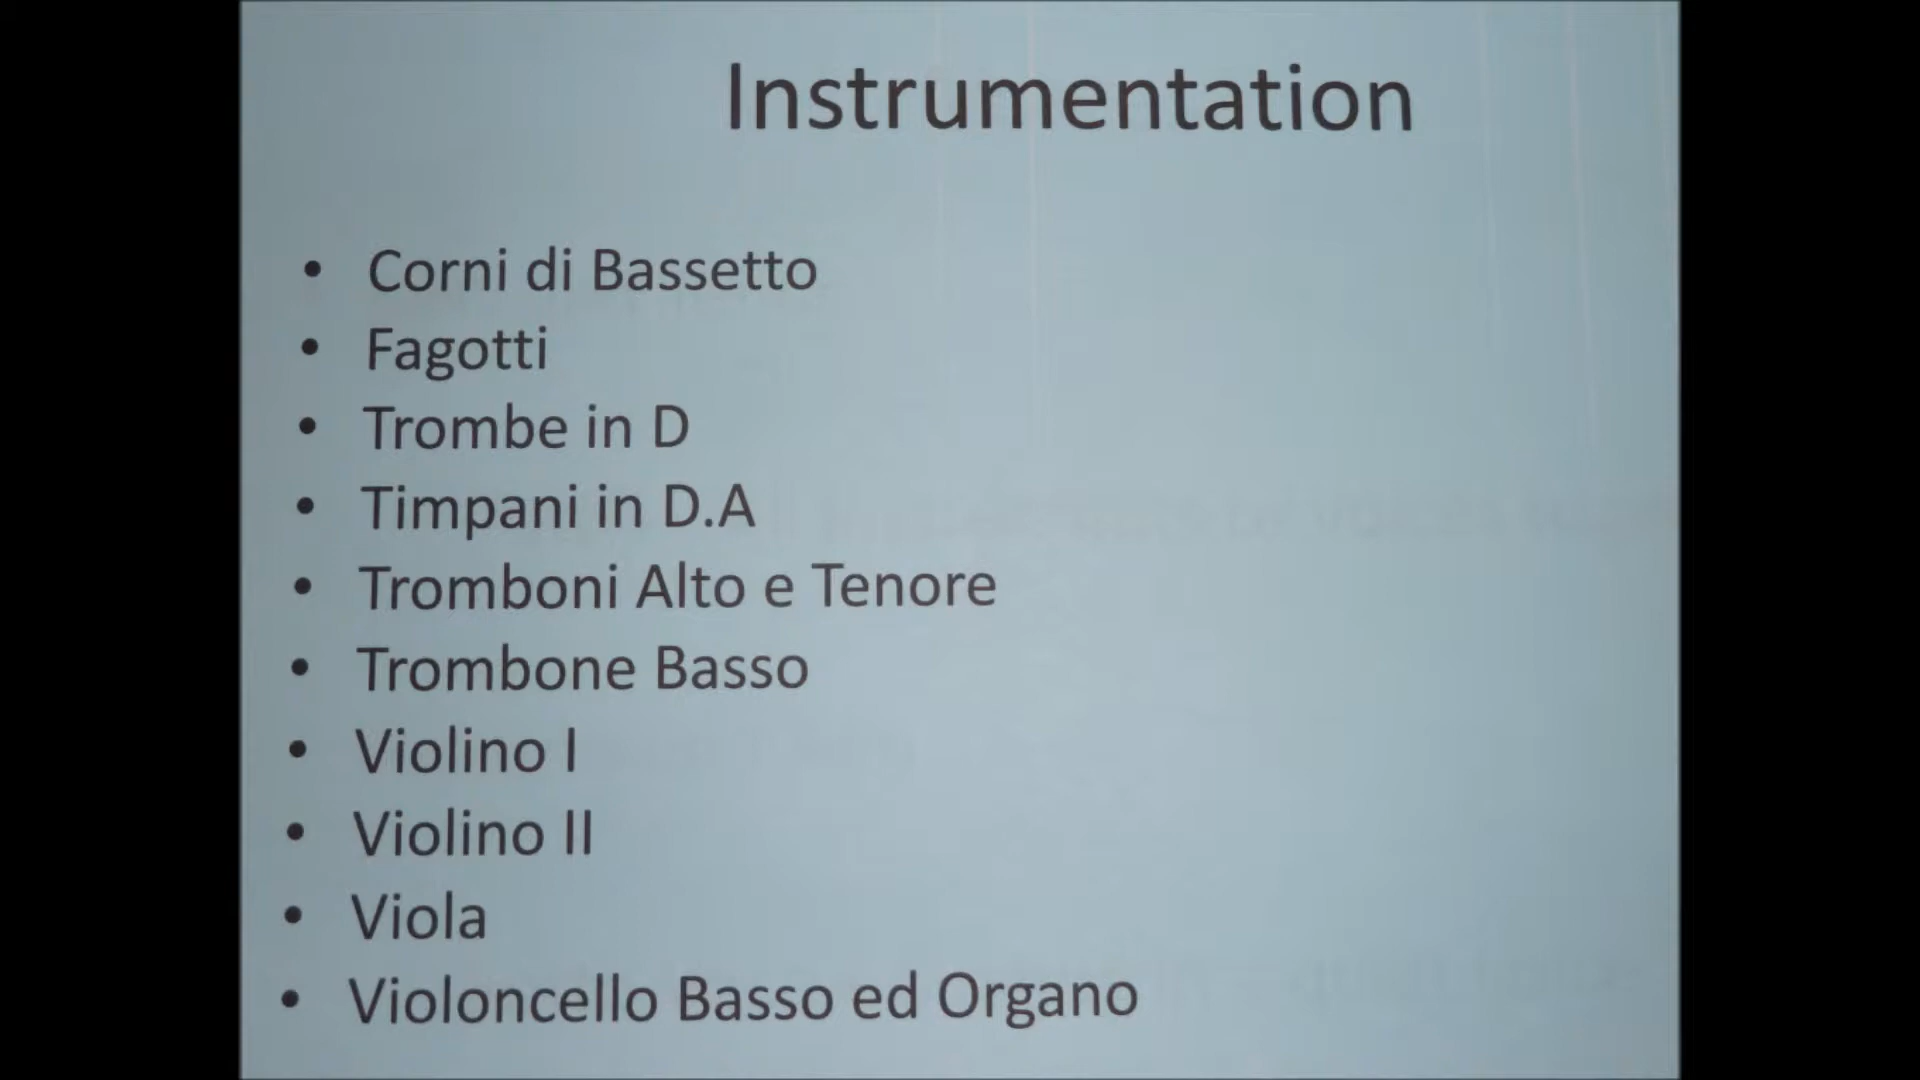 Instrumentation
• Corni di Bassetto
• Fagotti
• Trombe in D
• Timpani in D.A
• Tromboni Alto e Tenore
• Trombone Basso
• Violino I
• Violino II
• Viola
• Violoncello Basso ed Organo